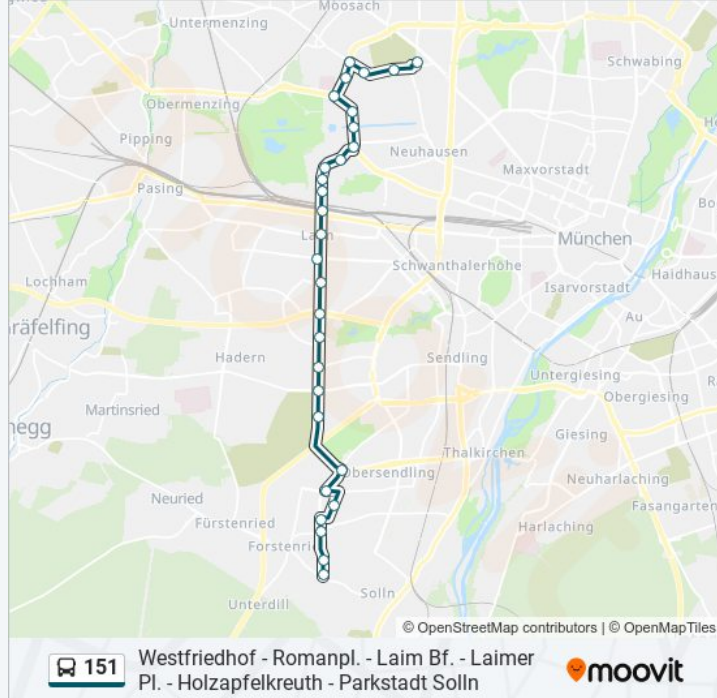 Moosach
Untermenzing
Schwabing
Obermenzing
Pipping
Neuhausen
Maxvorstadt
Pasing
München
Schwanthalerhöhe
Haidhaus
Lochham
Isarvorstadt
Au
räfelfing
Hadern
Sendling
Untergiesing
Obergiesing
Martinsried
negg
Giesing
Thalkirchen
Obersendling
Neuharlaching
Neuried
Fasangarten
Fürstenried
Harlaching
Forstenried
Solln
Unterdill
© OpenStreetMap contributors | © OpenMapTiles
151
Westfriedhof - Romanpl. - Laim Bf. - Laimer
Pl. - Holzapfelkreuth - Parkstadt Solln
moovit